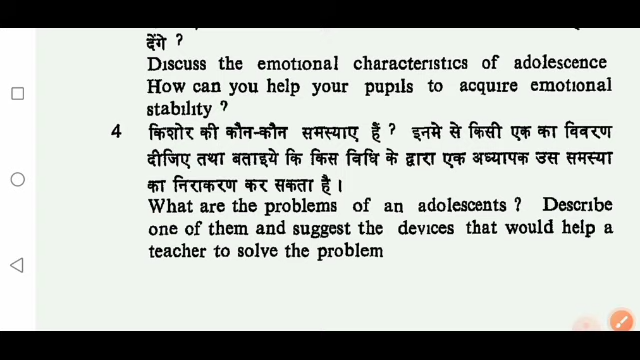 देंगे ?
Discuss the emotional characteristics of adolescence
How can you help your pupils to acquire emotional
stability ?
4 किशोर की कौन-कौन समस्याए हैं ? इनमे से किसी एक का विवरण
दीजिए तथा बताइये कि किस विधि के द्वारा एक अध्यापक उस समस्या
का निराकरण कर सकता है ।
What are the problems of an adolescents ? Describe
one of them and suggest the devices that would help a
teacher to solve the problem